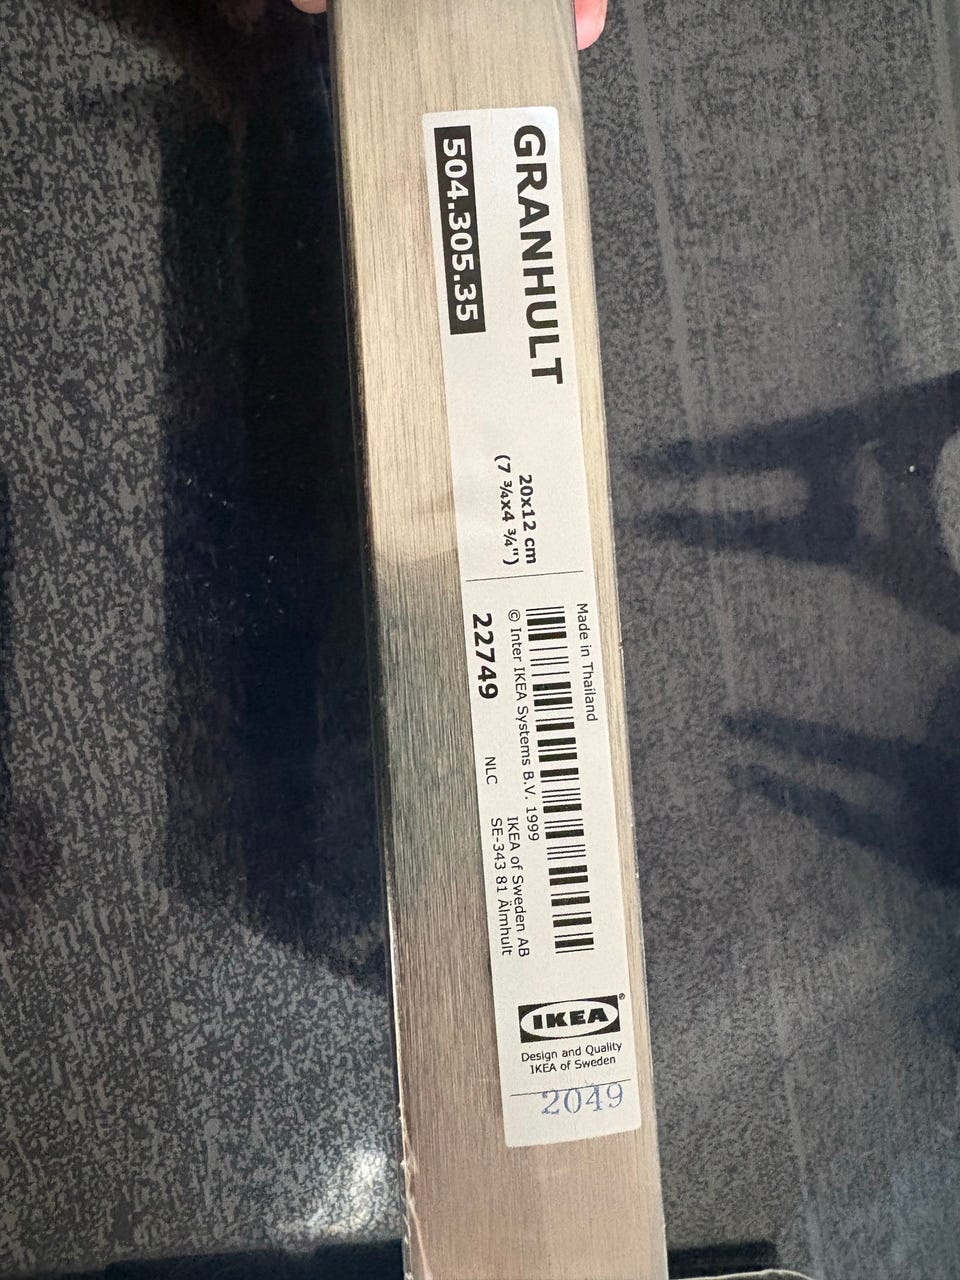 GRANHULT
504.305.35
20x12 cm
(7 ¾x4 ¾")
Made in Thailand
© Inter IKEA Systems B.V. 1999
22749
NLC
IKEA of Sweden AB
SE-343 81 Älmhult
IKEA®
Design and Quality
IKEA of Sweden
2049